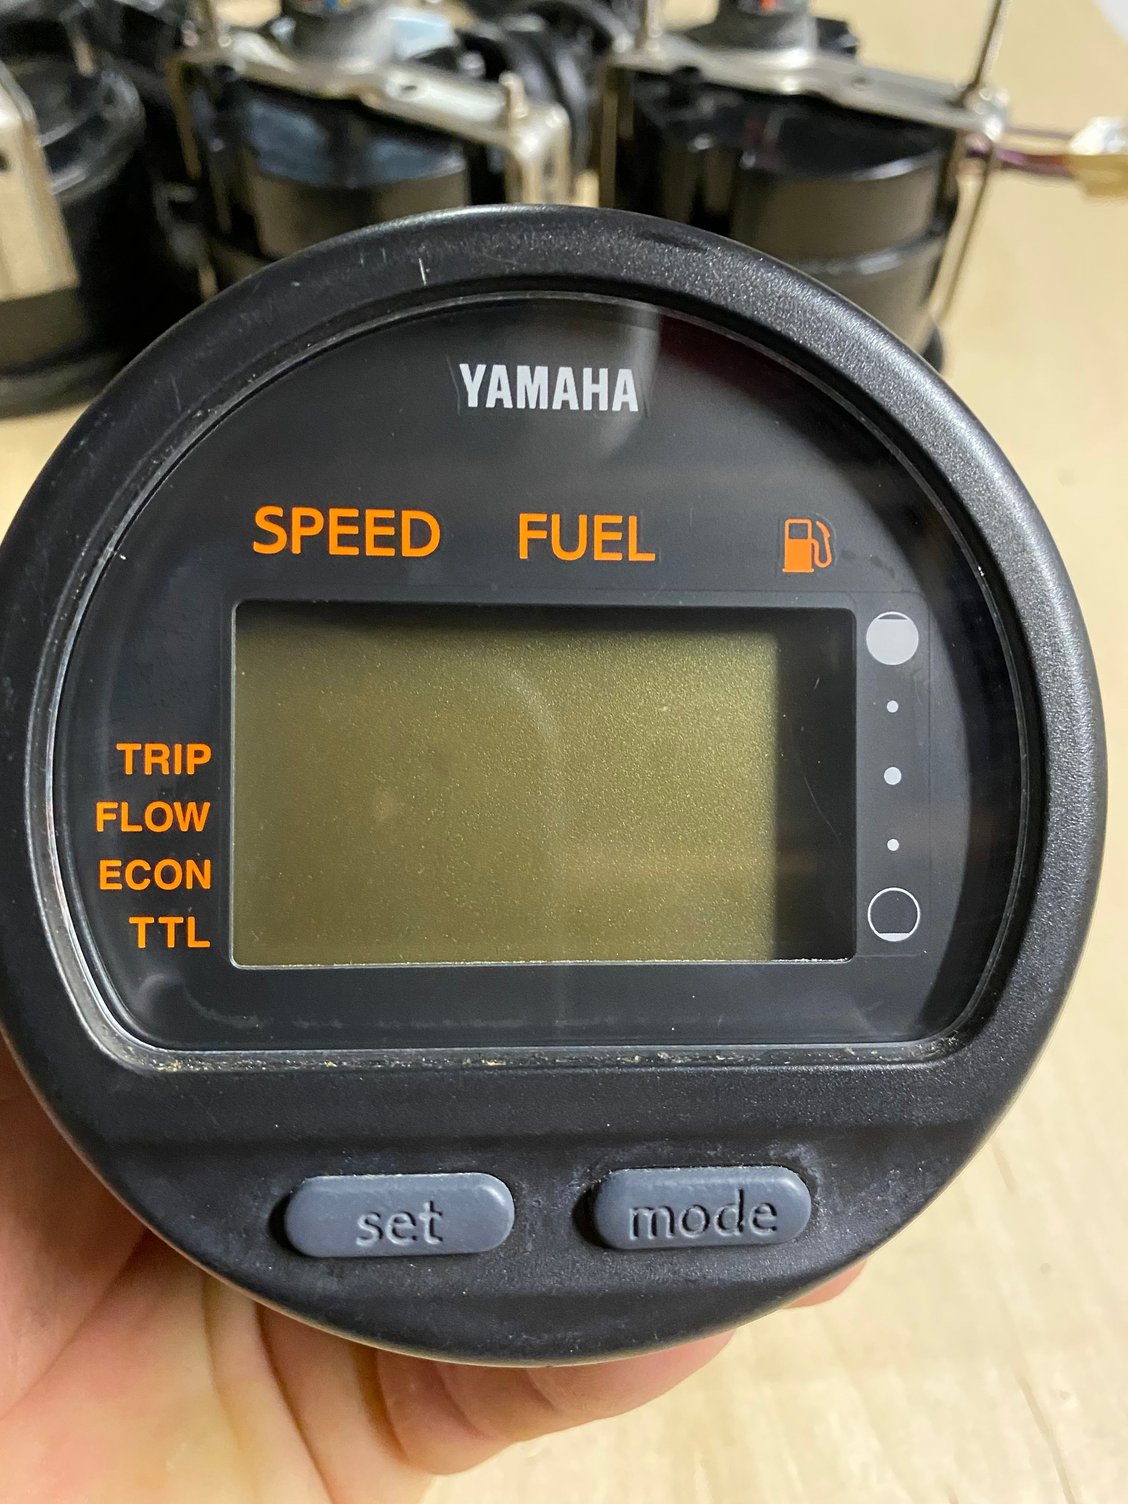 YAMAHA
SPEED FUEL
TRIP
FLOW
ECON
TTL
set mode